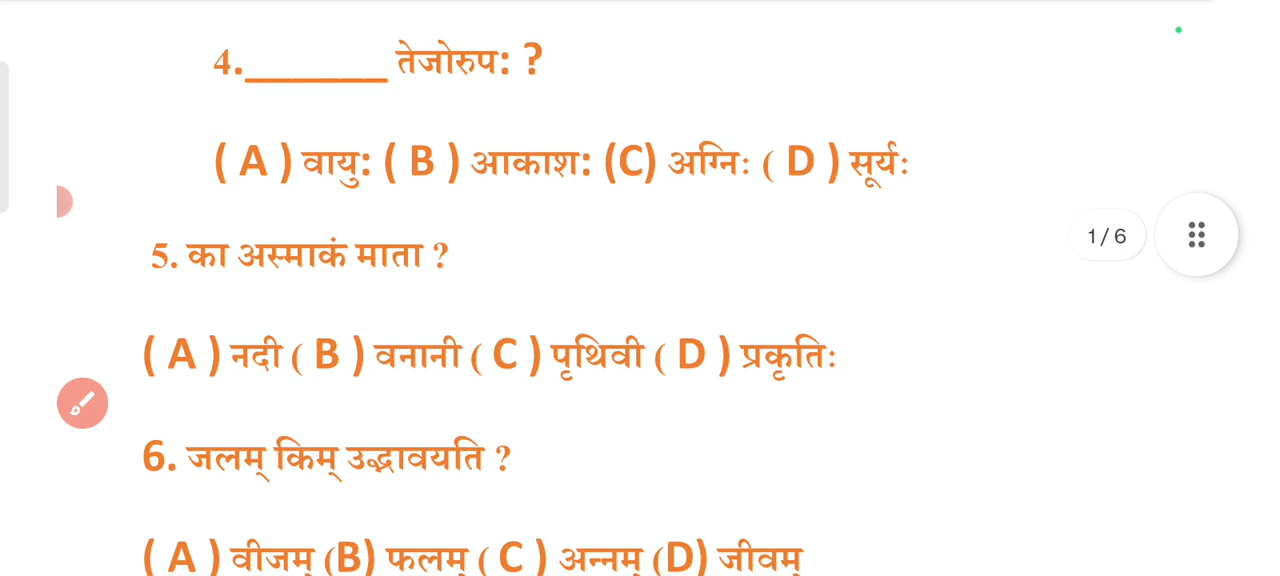 4.________ तेजोरुप: ?
( A ) वायु: ( B ) आकाश: (C) अग्निः ( D ) सूर्यः
5. का अस्माकं माता ?
1/6
( A ) नदी ( B ) वनानी ( C ) पृथिवी ( D ) प्रकृतिः
6. जलम् किम् उद्भावयति ?
( A ) वीजम् (B) फलम् ( C ) अन्नम् (D) जीवम्